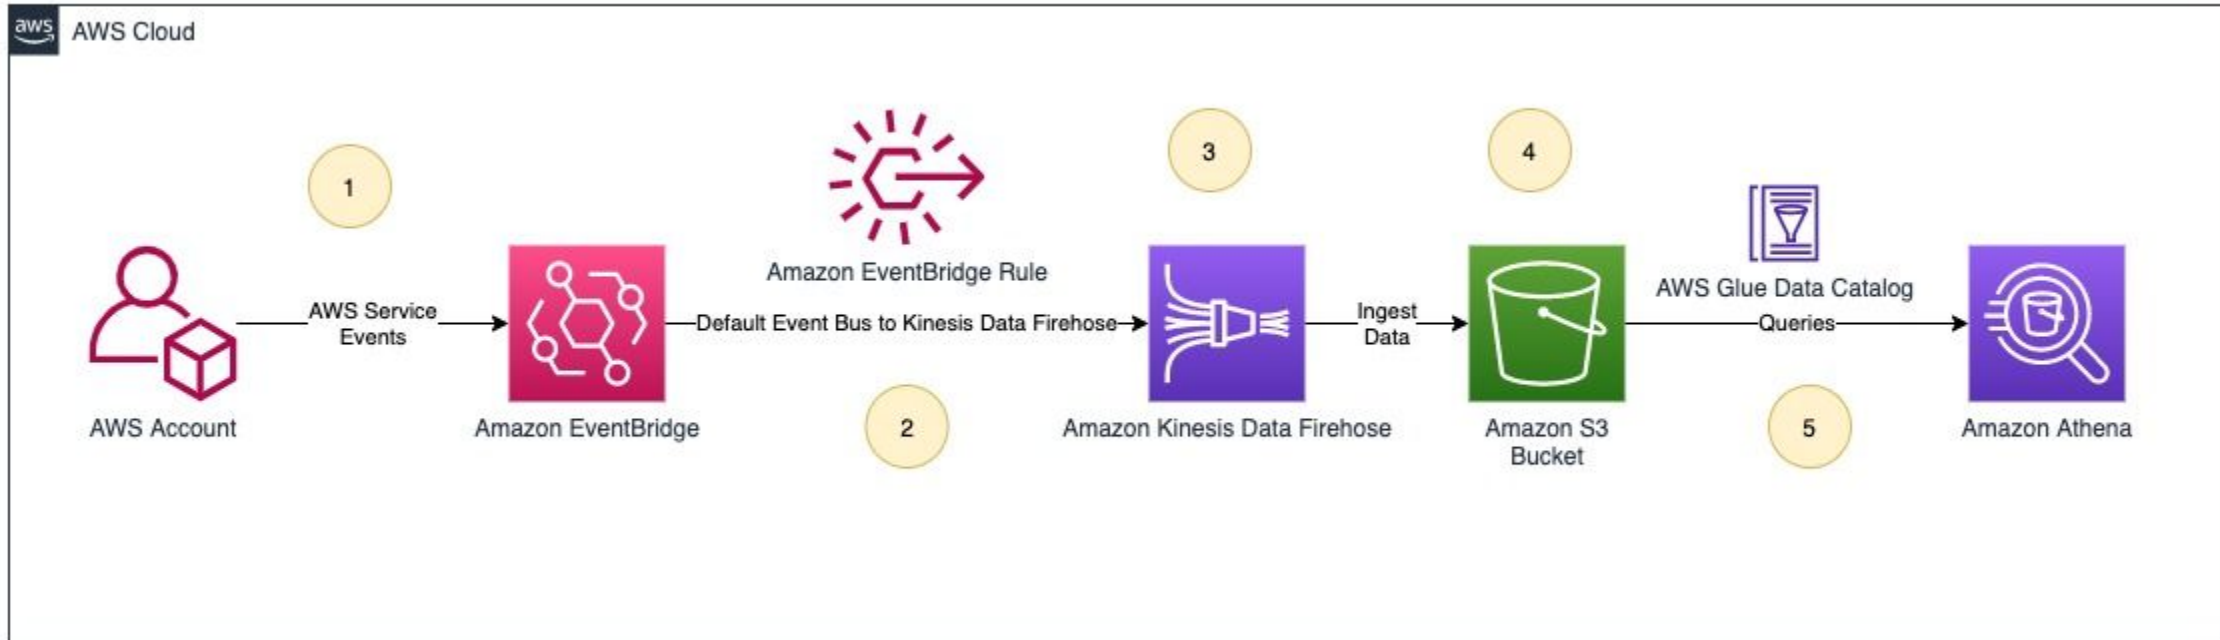 aws
AWS Cloud
1
3
4
Amazon EventBridge Rule
AWS Glue Data Catalog
AWS Service
Events
Default Event Bus to Kinesis Data Firehose
Ingest
Data
Queries
AWS Account
Amazon EventBridge
2
Amazon Kinesis Data Firehose
Amazon S3
Bucket
5
Amazon Athena